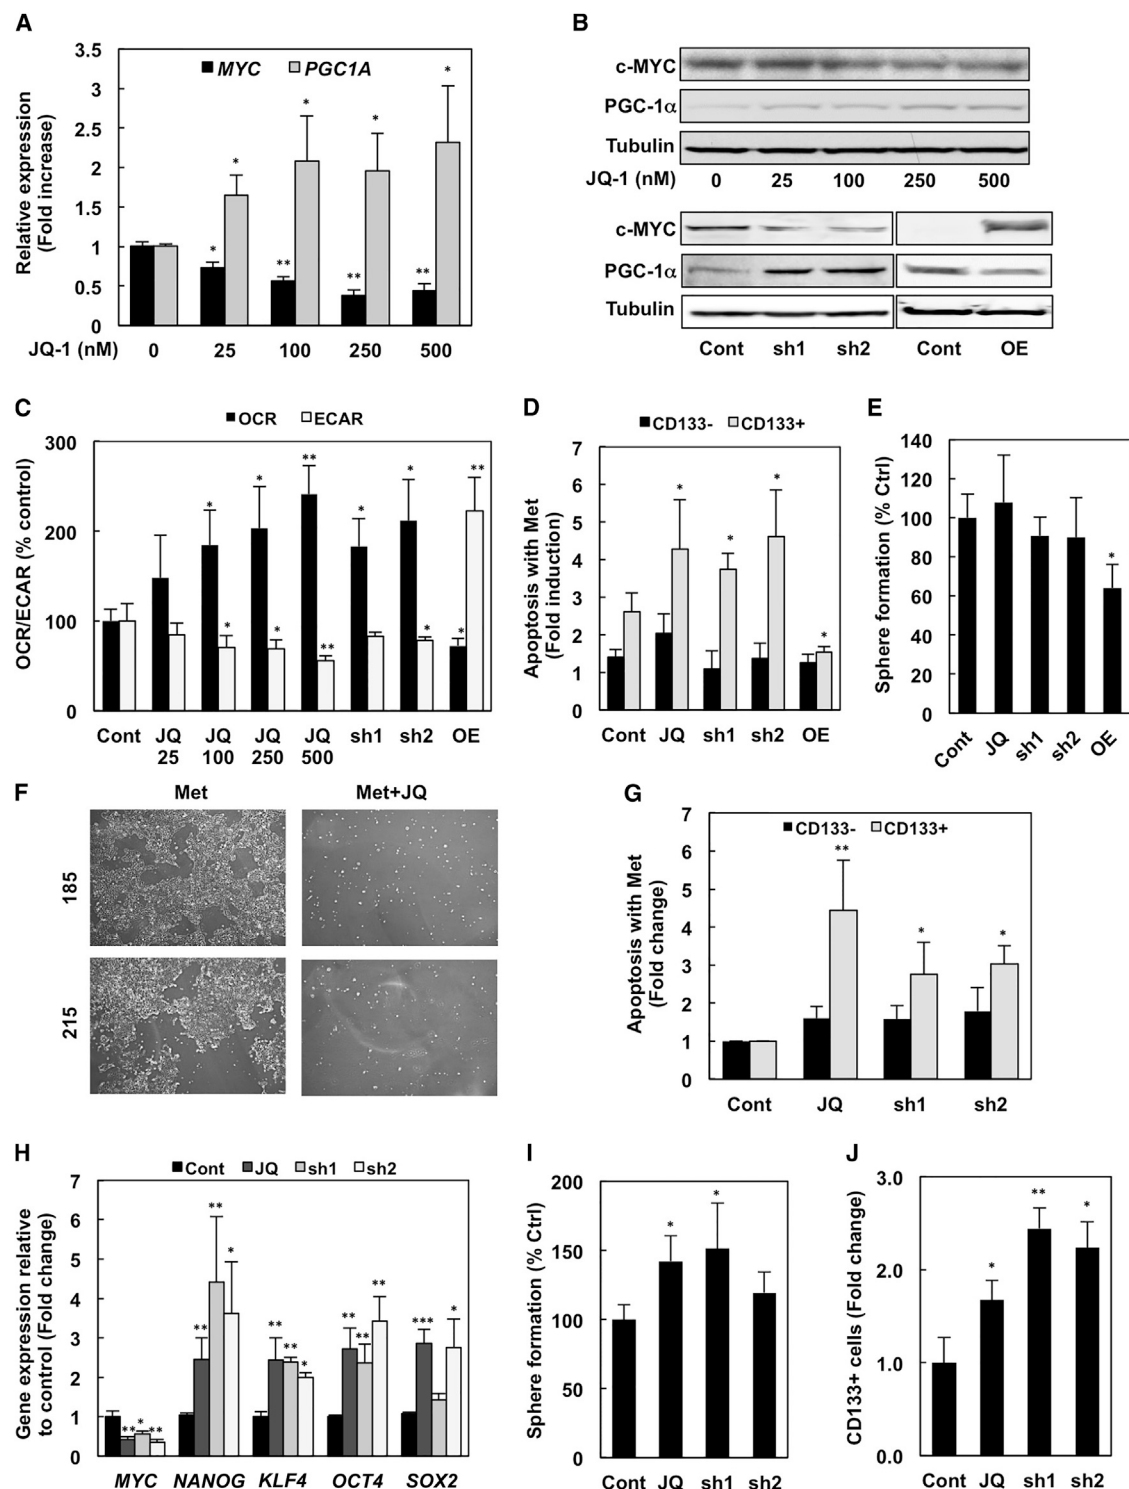 A
Relative expression
(Fold increase)
3.5
3
2.5
2
1.5
1
0.5
0
MYC PGC1A
* * * * * ** ** **
JQ-1 (nM) 0 25 100 250 500
B
c-MYC
PGC-1α
Tubulin
JQ-1 (nM) 0 25 100 250 500
c-MYC
PGC-1α
Tubulin
Cont sh1 sh2 Cont OE
C
OCR ECAR
OCR/ECAR (% control)
300
200
100
0
* * ** * * ** * * ** * *
Cont JQ JQ JQ JQ sh1 sh2 OE
25 100 250 500
D
CD133- CD133+
Apoptosis with Met
(Fold induction)
7
6
5
4
3
2
1
0
* * * *
Cont JQ sh1 sh2 OE
E
Sphere formation (% Ctrl)
140
120
100
80
60
40
20
0
*
Cont JQ sh1 sh2 OE
F
Met Met+JQ
185
215
G
CD133- CD133+
Apoptosis with Met
(Fold change)
7
6
5
4
3
2
1
0
** * *
Cont JQ sh1 sh2
H
Cont JQ sh1 sh2
Gene expression relative
to control (Fold change)
7
6
5
4
3
2
1
0
** * ** ** ** * ** ** * ** ** ** *** *
MYC NANOG KLF4 OCT4 SOX2
I
Sphere formation (% Ctrl)
200
150
100
50
0
* *
Cont JQ sh1 sh2
J
CD133+ cells (Fold change)
3.0
2.0
1.0
0.0
* ** *
Cont JQ sh1 sh2